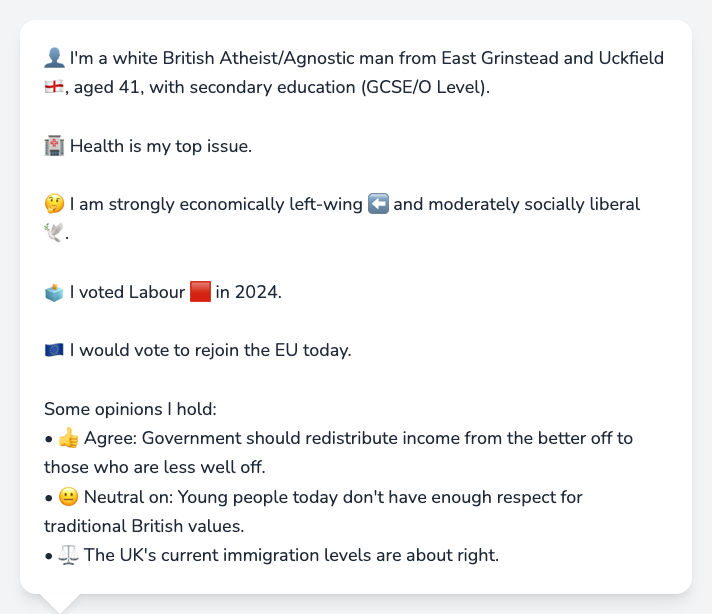 👤 I'm a white British Atheist/Agnostic man from East Grinstead and Uckfield
🏴󠁧󠁢󠁥󠁮󠁧󠁿, aged 41, with secondary education (GCSE/O Level).
🏥 Health is my top issue.
🤔 I am strongly economically left-wing ⬅️ and moderately socially liberal
🕊️.
🗳️ I voted Labour 🟥 in 2024.
🇪🇺 I would vote to rejoin the EU today.
Some opinions I hold:
• 👍 Agree: Government should redistribute income from the better off to
those who are less well off.
• 😐 Neutral on: Young people today don't have enough respect for
traditional British values.
• ⚖️ The UK's current immigration levels are about right.